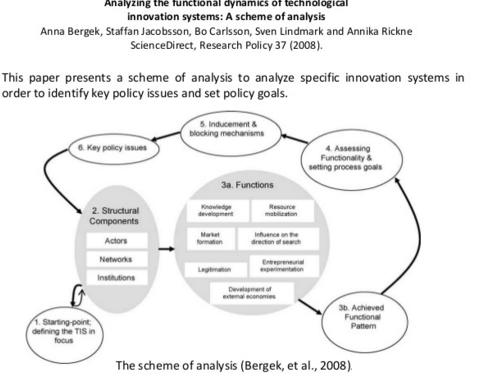 Analyzing the functional dynamics of technological
innovation systems: A scheme of analysis
Anna Bergek, Staffan Jacobsson, Bo Carlsson, Sven Lindmark and Annika Rickne
ScienceDirect, Research Policy 37 (2008).
This paper presents a scheme of analysis to analyze specific innovation systems in
order to identify key policy issues and set policy goals.
5. Inducement &
blocking mechanisms
6. Key policy issues
4. Assessing
Functionality &
setting process goals
3a. Functions
2. Structural
Components
Actors
Networks
Institutions
Knowledge
development
Resource
mobilization
Market
formation
Influence on the
direction of search
Legitimation
Entrepreneurial
experimentation
Development of
external economies
1. Starting-point:
defining the TIS in
focus
3b. Achieved
Functional
Pattern
The scheme of analysis (Bergek, et al., 2008).